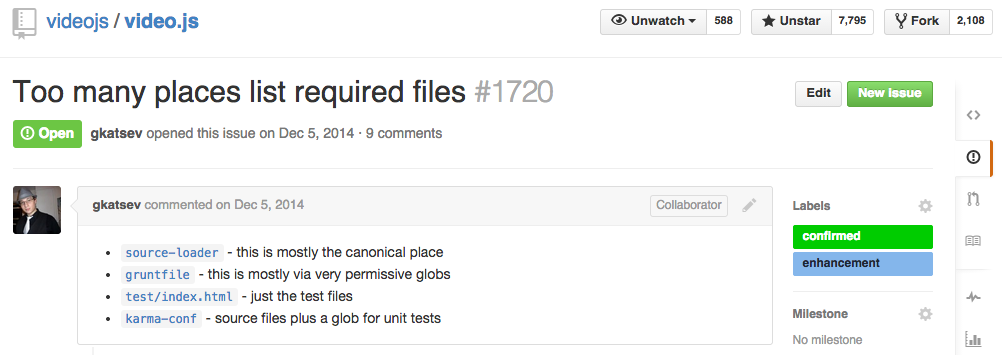 videojs / video.js
Unwatch 588
Unstar 7,795
Fork 2,108
Too many places list required files #1720
Edit
New issue
Open gkatsev opened this issue on Dec 5, 2014 · 9 comments
gkatsev commented on Dec 5, 2014
Collaborator
source-loader - this is mostly the canonical place
gruntfile - this is mostly via very permissive globs
test/index.html - just the test files
karma-conf - source files plus a glob for unit tests
Labels
confirmed
enhancement
Milestone
No milestone